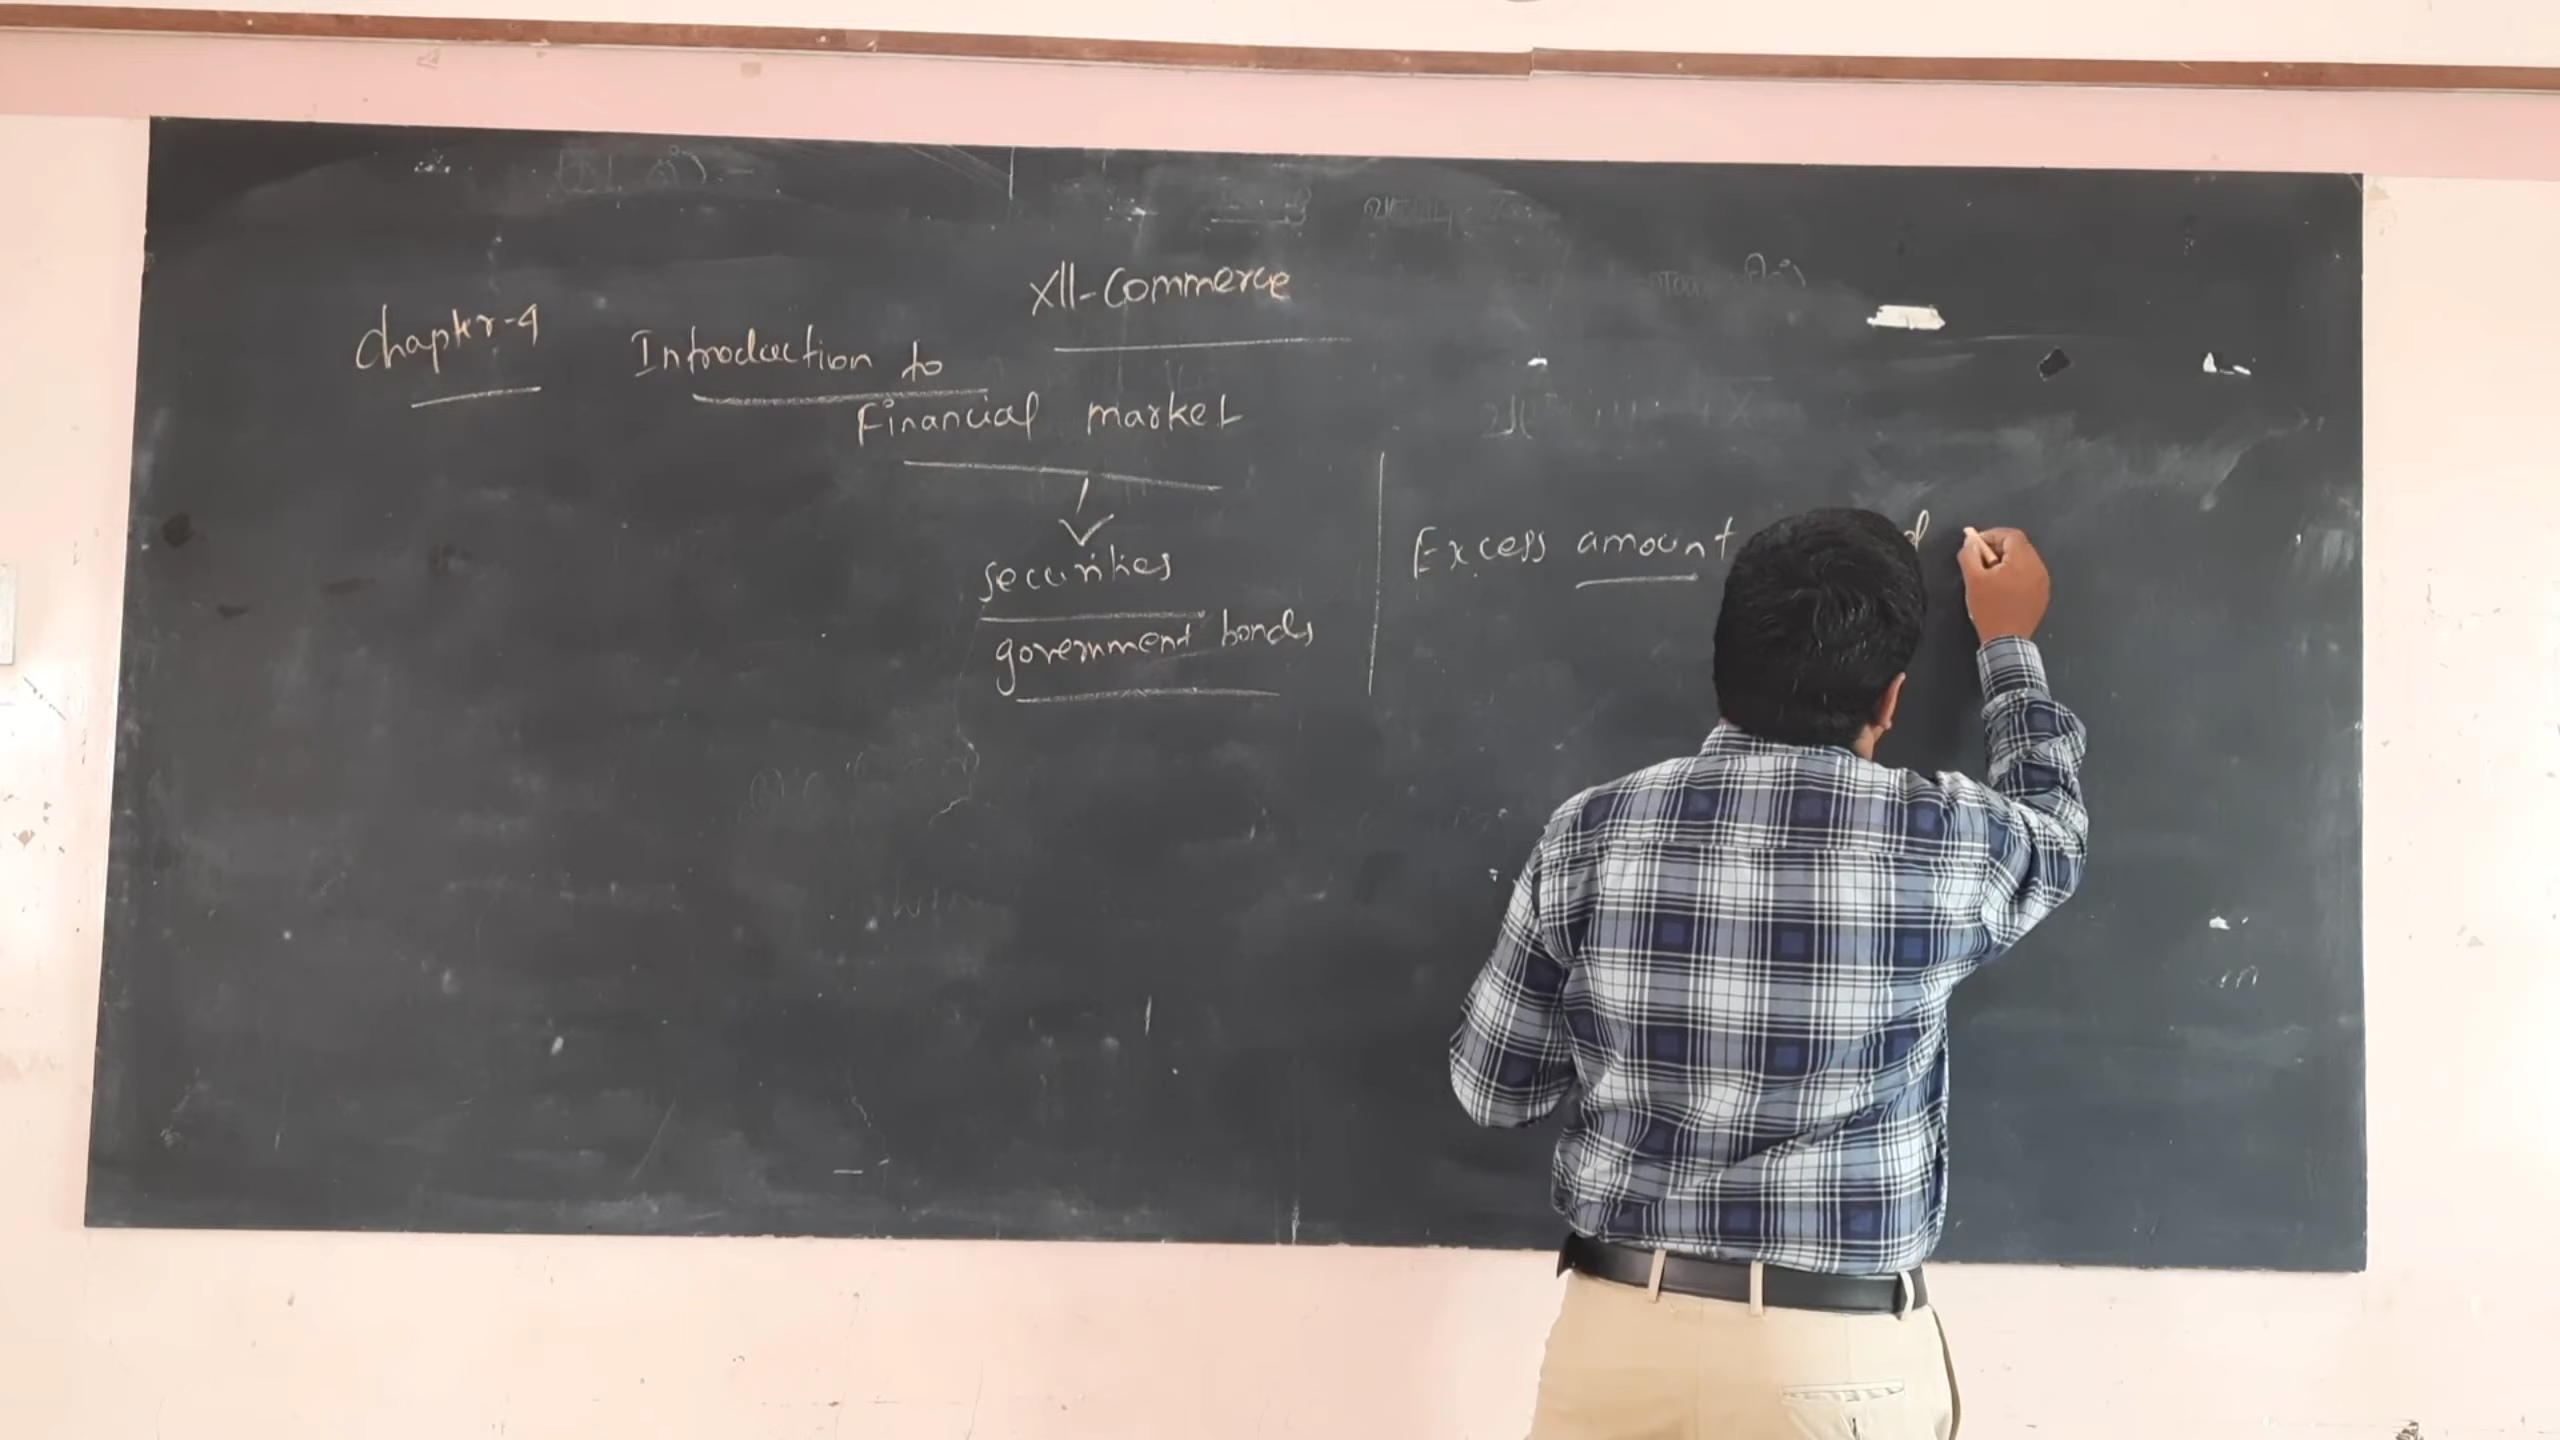 XII-Commerce
Chapter-4
Introduction to
Financial market
securities
government bonds
Excess amount